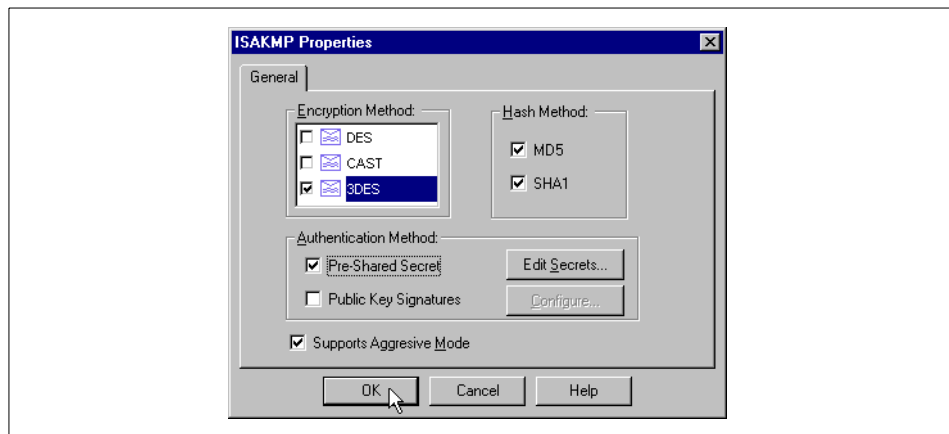 ISAKMP Properties
General
Encryption Method:
DES
CAST
3DES
Hash Method:
MD5
SHA1
Authentication Method:
Pre-Shared Secret
Edit Secrets...
Public Key Signatures
Configure...
Supports Aggresive Mode
OK
Cancel
Help